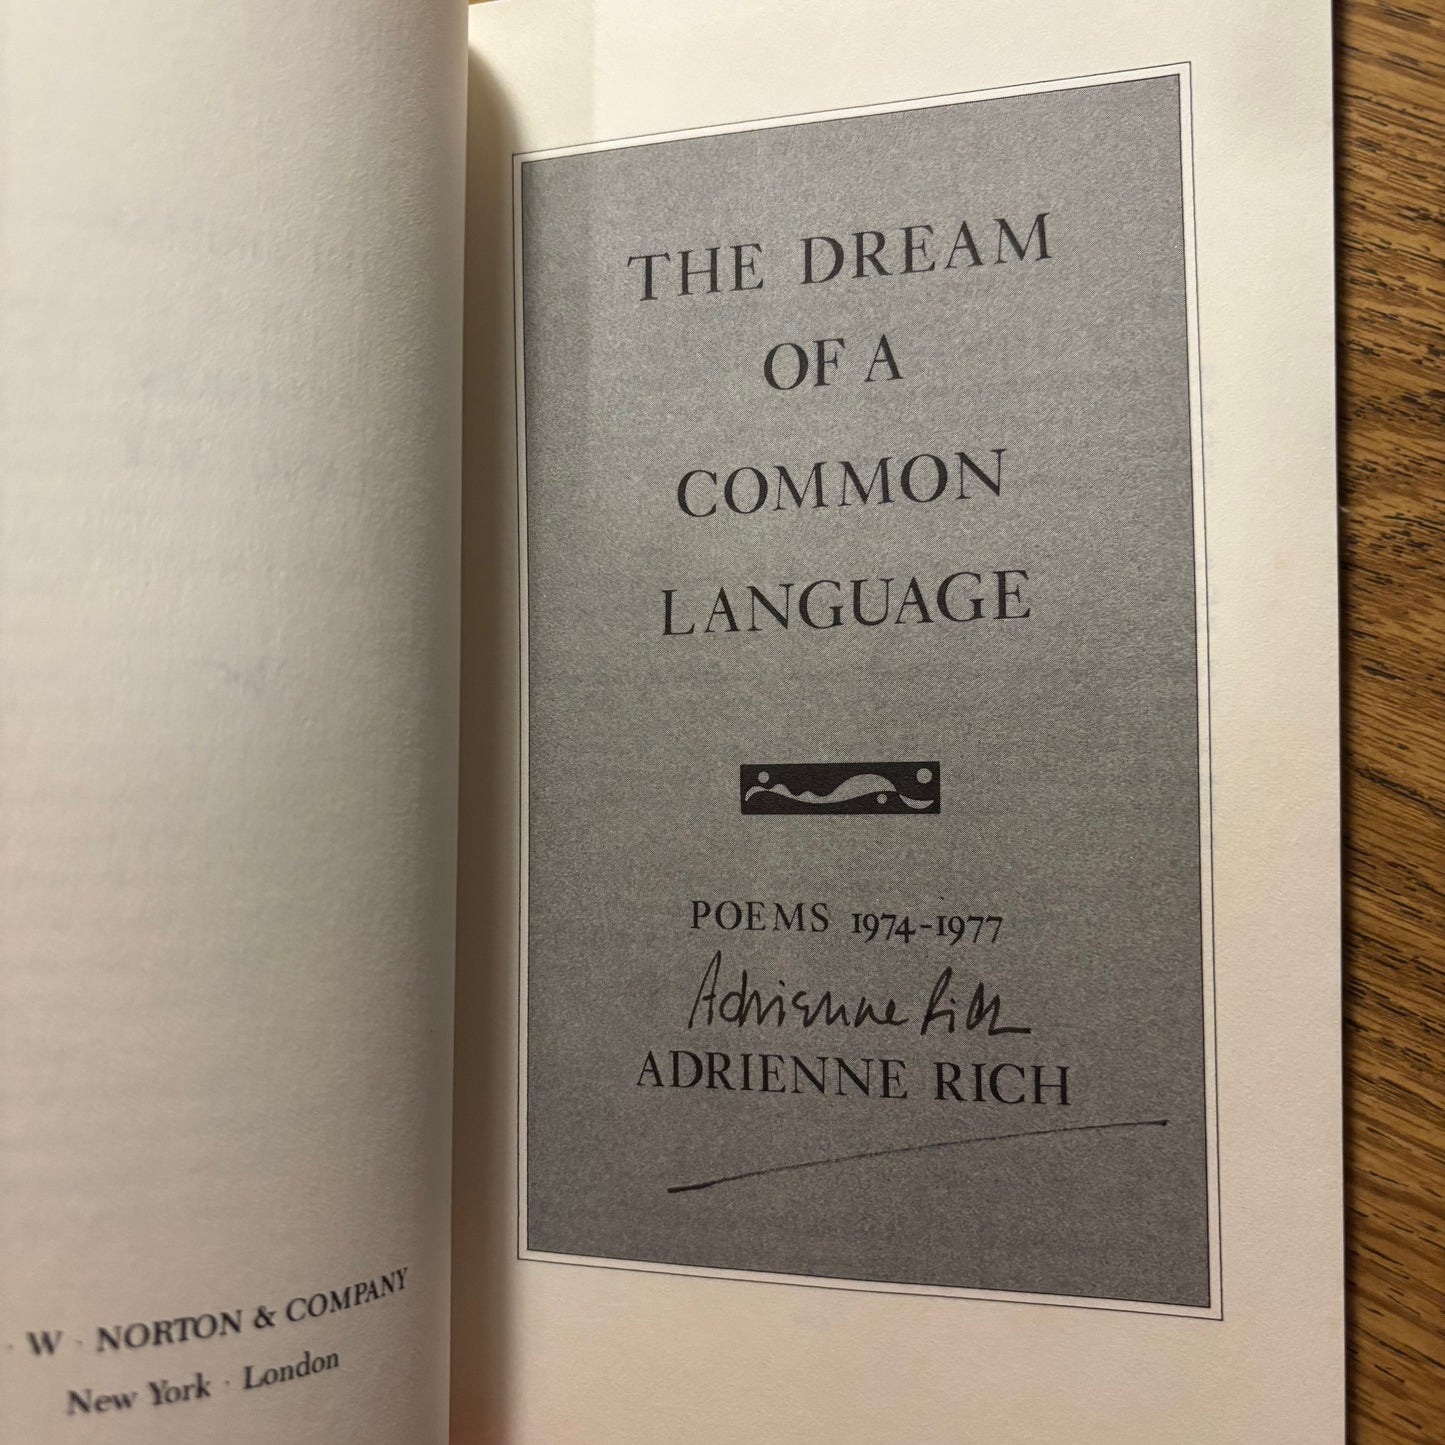 · W · NORTON & COMPANY
New York · London
THE DREAM
OF A
COMMON
LANGUAGE
POEMS 1974-1977
Adrienne Rich
ADRIENNE RICH